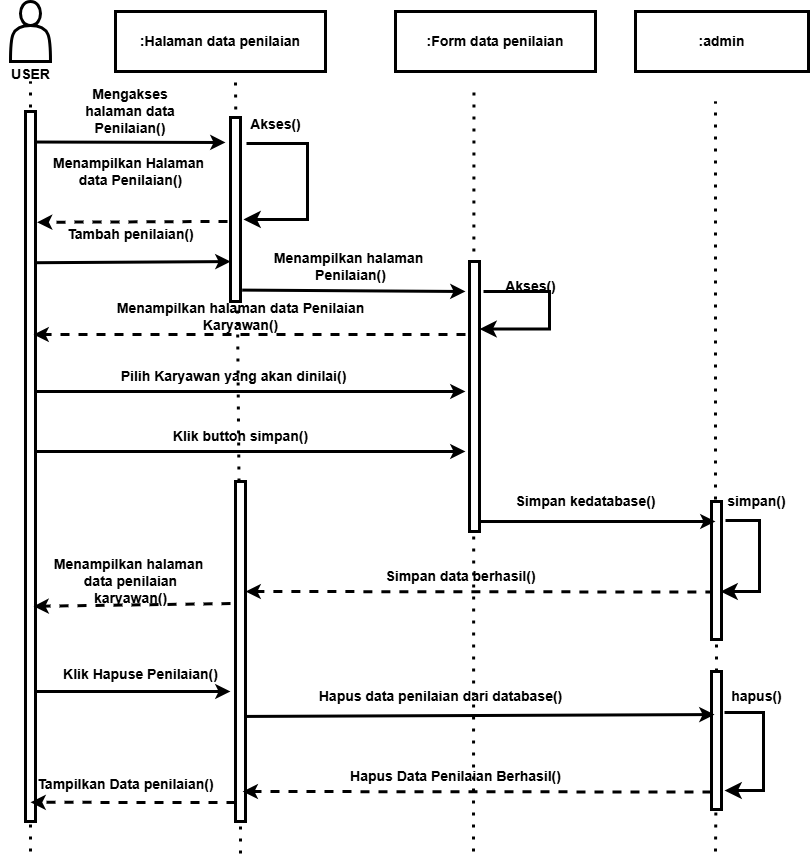 USER
:Halaman data penilaian
:Form data penilaian
:admin
Mengakses
halaman data
Penilaian()
Akses()
Menampilkan Halaman
data Penilaian()
Tambah penilaian()
Menampilkan halaman
Penilaian()
Akses()
Menampilkan halaman data Penilaian
Karyawan()
Pilih Karyawan yang akan dinilai()
Klik button simpan()
Simpan kedatabase()
simpan()
Menampilkan halaman
data penilaian
karyawan()
Simpan data berhasil()
Klik Hapuse Penilaian()
Hapus data penilaian dari database()
hapus()
Tampilkan Data penilaian()
Hapus Data Penilaian Berhasil()